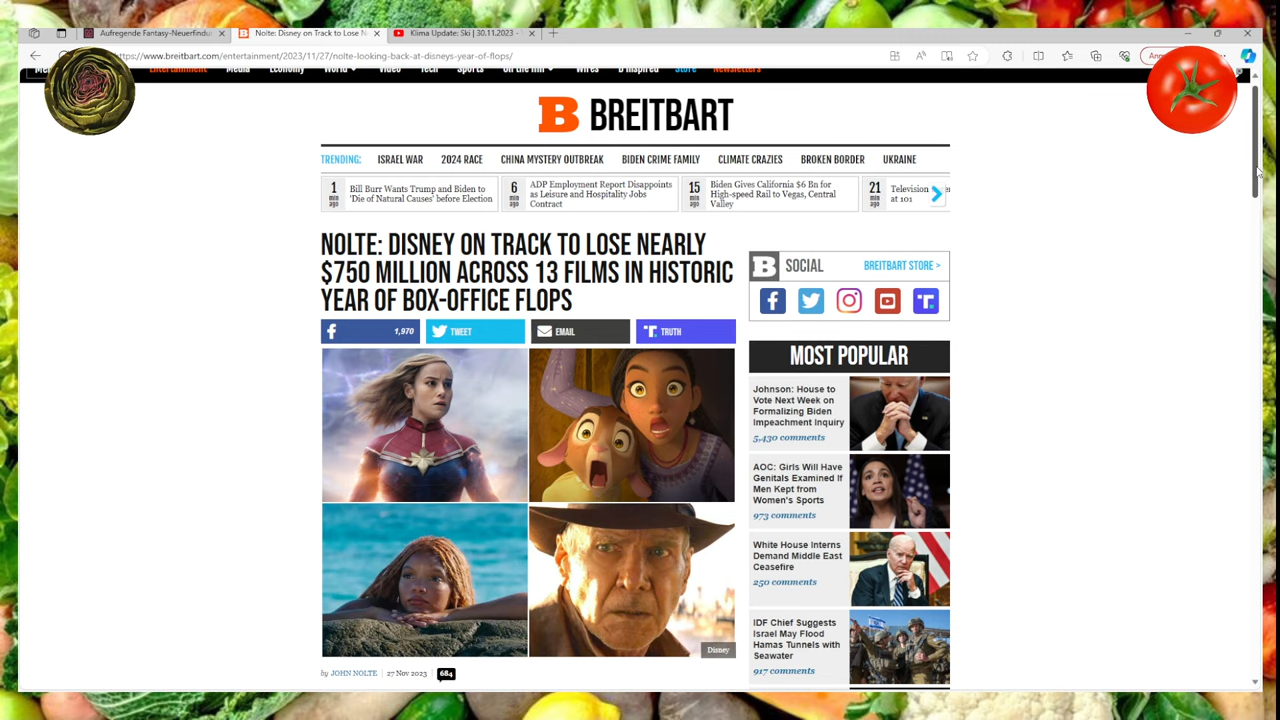 Aufregende Fantasy-Neuerfindu
Nolte: Disney on Track to Lose N
Klima Update: Ski | 30.11.2023 -
https://www.breitbart.com/entertainment/2023/11/27/nolte-looking-back-at-disneys-year-of-flops/
Entertainment Media Economy World Video Tech Sports On the Hill Wires B Inspired Store Newsletters
B BREITBART
TRENDING: ISRAEL WAR 2024 RACE CHINA MYSTERY OUTBREAK BIDEN CRIME FAMILY CLIMATE CRAZIES BROKEN BORDER UKRAINE
1 min ago
Bill Burr Wants Trump and Biden to
'Die of Natural Causes' before Election
6 min ago
ADP Employment Report Disappoints
as Leisure and Hospitality Jobs
Contract
15 min ago
Biden Gives California $6 Bn for
High-speed Rail to Vegas, Central
Valley
21 min ago
Television
at 101
NOLTE: DISNEY ON TRACK TO LOSE NEARLY
$750 MILLION ACROSS 13 FILMS IN HISTORIC
YEAR OF BOX-OFFICE FLOPS
1,970 TWEET EMAIL TRUTH
Disney
by JOHN NOLTE | 27 Nov 2023 | 684
B SOCIAL BREITBART STORE >
MOST POPULAR
Johnson: House to
Vote Next Week on
Formalizing Biden
Impeachment Inquiry
5,430 comments
AOC: Girls Will Have
Genitals Examined If
Men Kept from
Women's Sports
973 comments
White House Interns
Demand Middle East
Ceasefire
250 comments
IDF Chief Suggests
Israel May Flood
Hamas Tunnels with
Seawater
917 comments